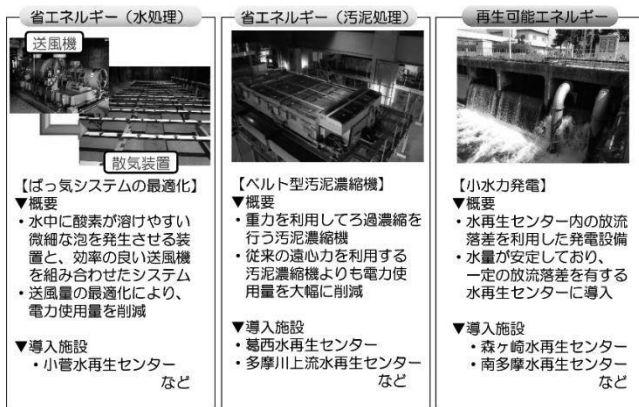 省エネルギー（水処理）
送風機
散気装置
【ばっ気システムの最適化】
▼概要
・水中に酸素が溶けやすい
微細な泡を発生させる装
置と、効率の良い送風機
を組み合わせたシステム
・送風量の最適化により、
電力使用量を削減
▼導入施設
・小菅水再生センター
など
省エネルギー（汚泥処理）
【ベルト型汚泥濃縮機】
▼概要
・重力を利用してろ過濃縮を
行う汚泥濃縮機
・従来の遠心力を利用する
汚泥濃縮機よりも電力使
用量を大幅に削減
▼導入施設
・葛西水再生センター
・多摩川上流水再生センター
など
再生可能エネルギー
【小水力発電】
▼概要
・水再生センター内の放流
落差を利用した発電設備
・水量が安定しており、
一定の放流落差を有する
水再生センターに導入
▼導入施設
・森ヶ崎水再生センター
・南多摩水再生センター
など